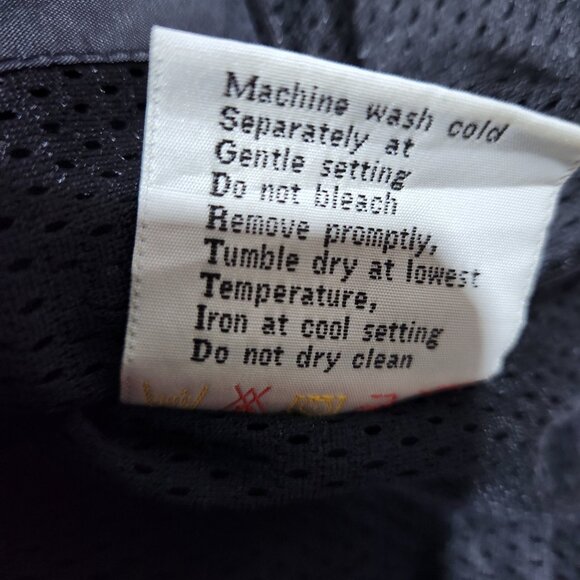 Machine wash cold
Separately at
Gentle setting
Do not bleach
Remove promptly,
Tumble dry at lowest
Temperature,
Iron at cool setting
Do not dry clean